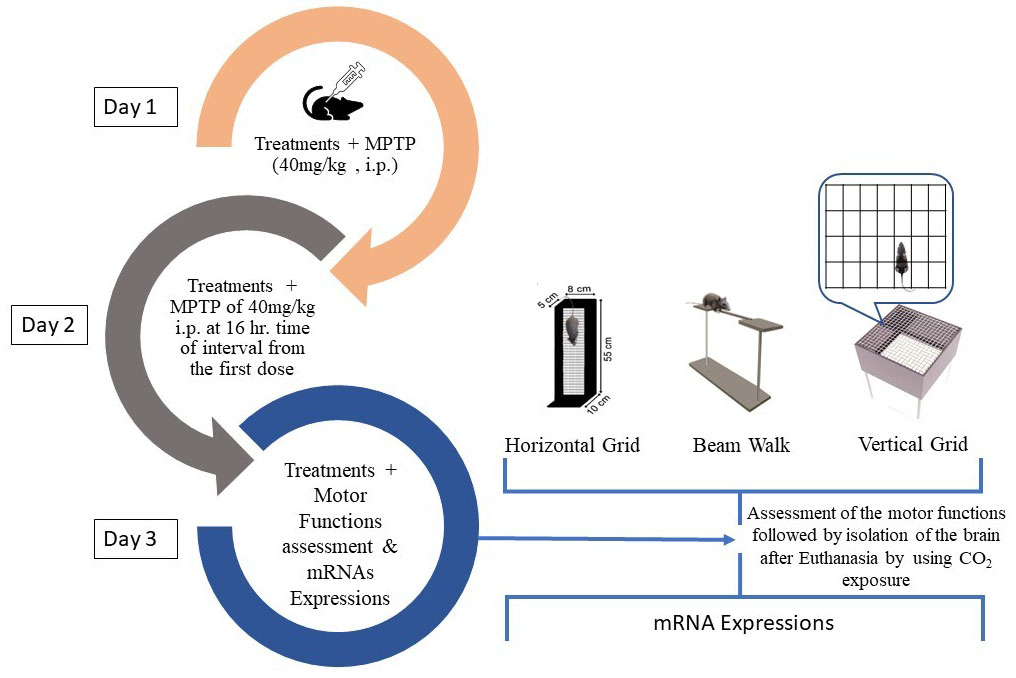 Day 1
Treatments + MPTP
(40mg/kg , i.p.)
Day 2
Treatments +
MPTP of 40mg/kg
i.p. at 16 hr. time
of interval from
the first dose
Day 3
Treatments +
Motor
Functions
assessment &
mRNAs
Expressions
5 cm
8 cm
55 cm
10 cm
Horizontal Grid
Beam Walk
Vertical Grid
Assessment of the motor functions
followed by isolation of the brain
after Euthanasia by using CO₂
exposure
mRNA Expressions